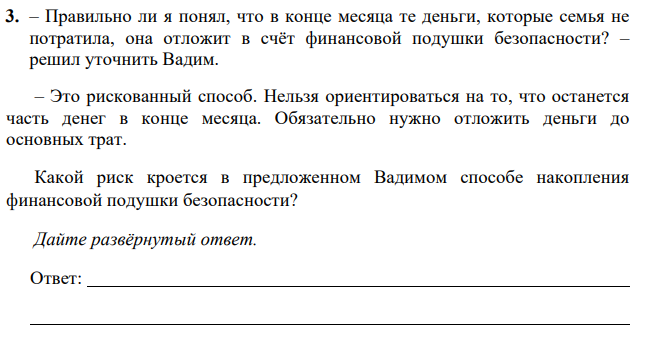 3. – Правильно ли я понял, что в конце месяца те деньги, которые семья не
потратила, она отложит в счёт финансовой подушки безопасности? –
решил уточнить Вадим.
– Это рискованный способ. Нельзя ориентироваться на то, что останется
часть денег в конце месяца. Обязательно нужно отложить деньги до
основных трат.
Какой риск кроется в предложенном Вадимом способе накопления
финансовой подушки безопасности?
Дайте развёрнутый ответ.
Ответ: